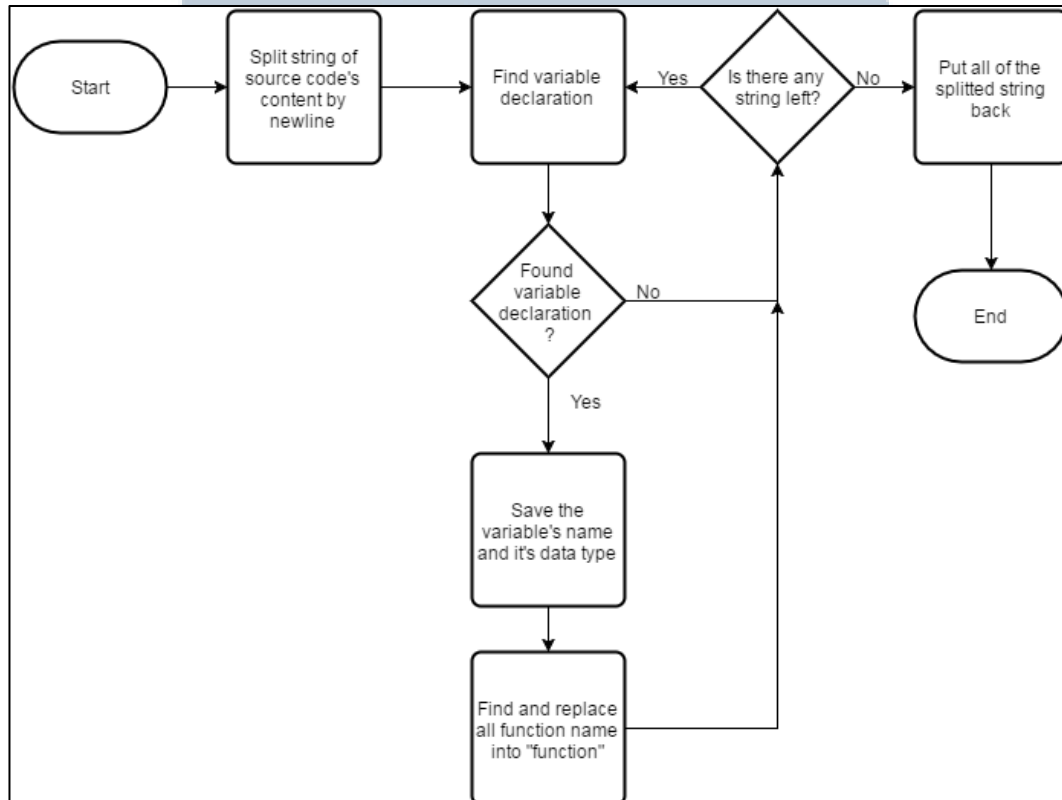 Start
Split string of
source code's
content by
newline
Find variable
declaration
Yes
Is there any
string left?
No
Put all of the
splitted string
back
Found
variable
declaration
?
No
End
Yes
Save the
variable's name
and it's data type
Find and replace
all function name
into "function"